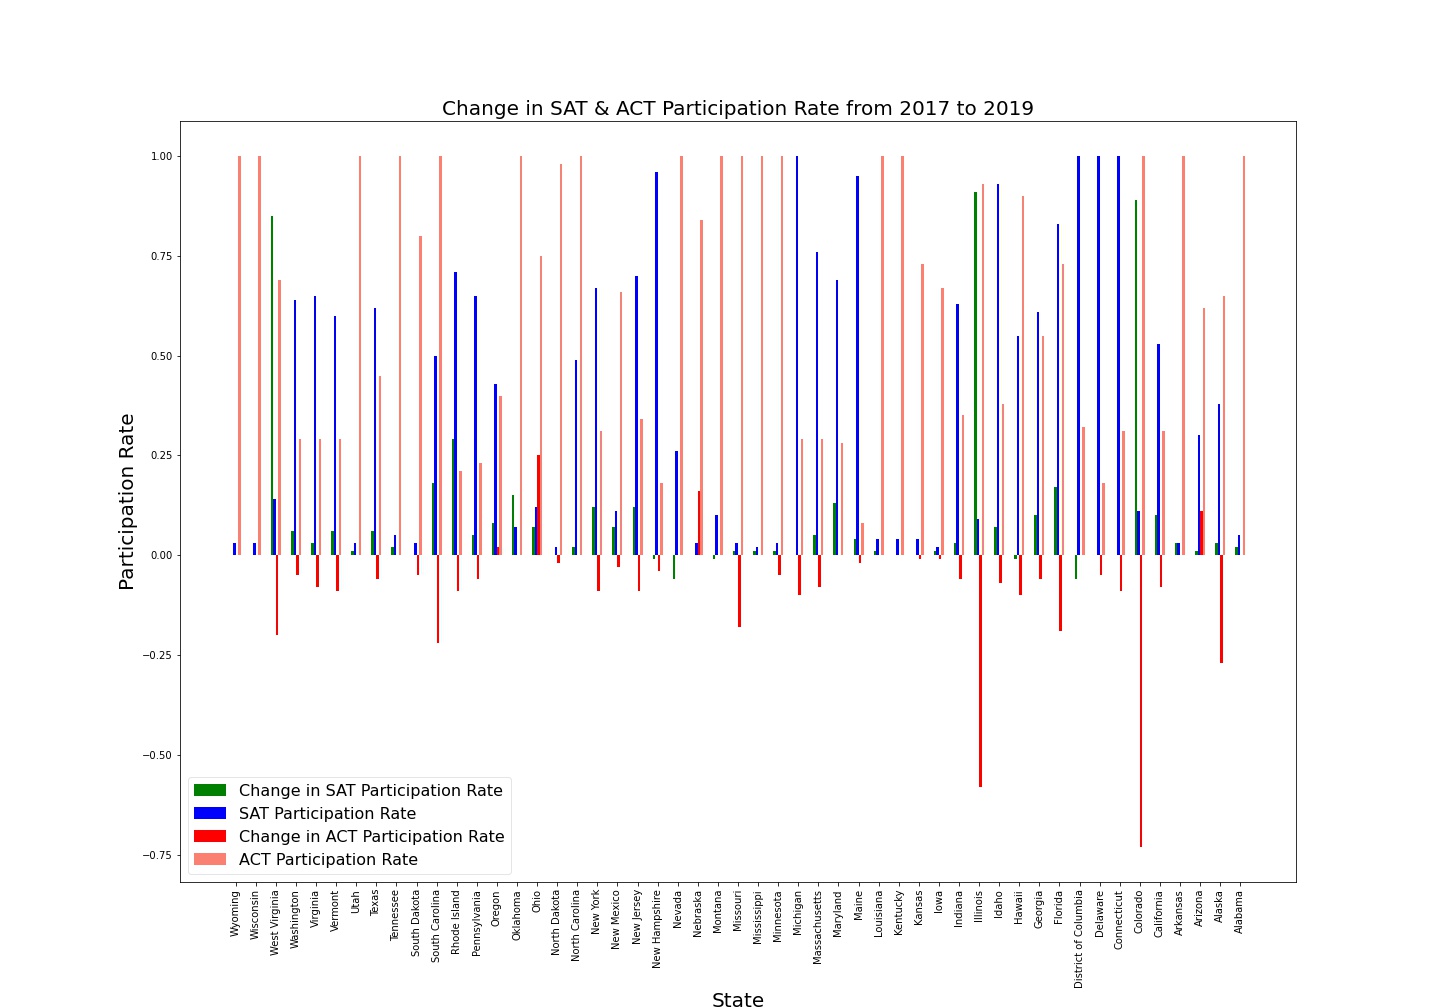 Change in SAT & ACT Participation Rate from 2017 to 2019
Participation Rate
1.00
0.75
0.50
0.25
0.00
−0.25
−0.50
−0.75
Change in SAT Participation Rate
SAT Participation Rate
Change in ACT Participation Rate
ACT Participation Rate
Wyoming
Wisconsin
West Virginia
Washington
Virginia
Vermont
Utah
Texas
Tennessee
South Dakota
South Carolina
Rhode Island
Pennsylvania
Oregon
Oklahoma
Ohio
North Dakota
North Carolina
New York
New Mexico
New Jersey
New Hampshire
Nevada
Nebraska
Montana
Missouri
Mississippi
Minnesota
Michigan
Massachusetts
Maryland
Maine
Louisiana
Kentucky
Kansas
Iowa
Indiana
Illinois
Idaho
Hawaii
Georgia
Florida
District of Columbia
Delaware
Connecticut
Colorado
California
Arkansas
Arizona
Alaska
Alabama
State